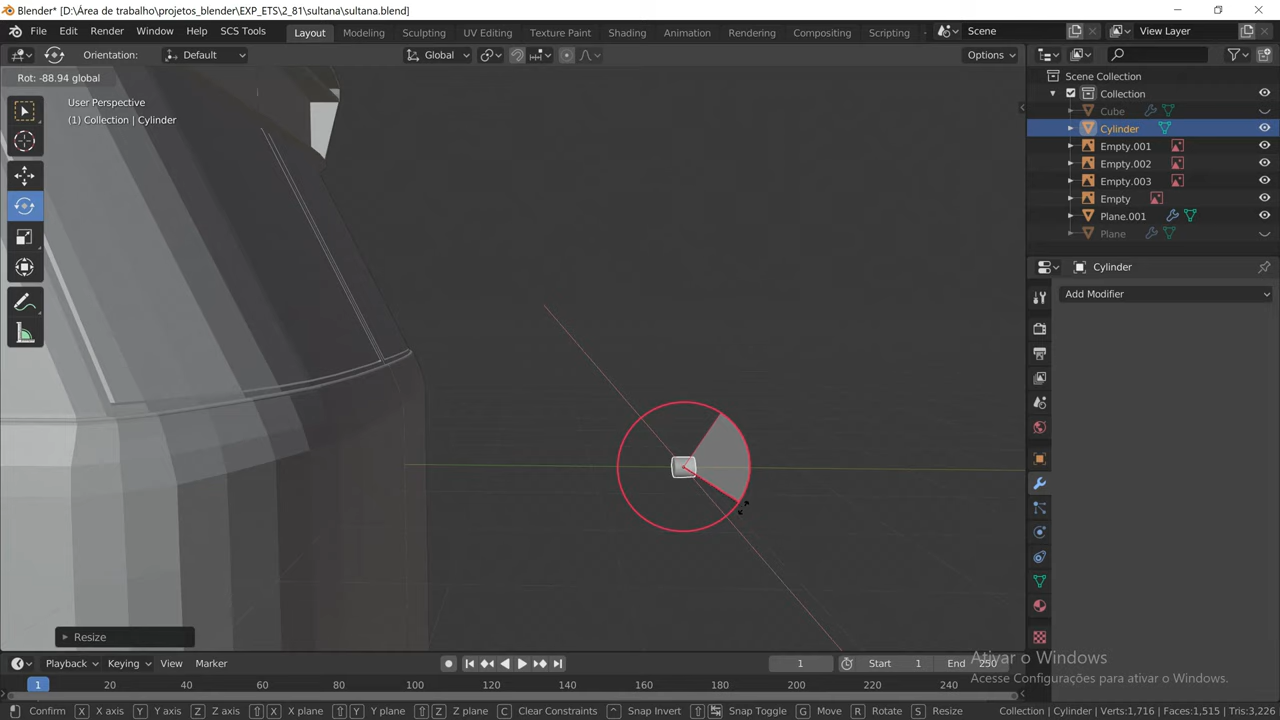 Blender* [D:\Área de trabalho\projetos_blender\EXP_ETS\2_81\sultana\sultana.blend]
File Edit Render Window Help SCS Tools Layout Modeling Sculpting UV Editing Texture Paint Shading Animation Rendering Compositing Scripting Scene View Layer
Orientation: Default Global Options
Rot: -88.94 global
User Perspective
(1) Collection | Cylinder
Scene Collection
Collection
Cube
Cylinder
Empty.001
Empty.002
Empty.003
Empty
Plane.001
Plane
Cylinder
Add Modifier
Resize
Ativar o Windows
Acesse Configurações para ativar o Windows.
Playback Keying View Marker 1 Start 1 End 250
1 20 40 60 80 100 120 140 160 180 200 220 240
Confirm X X axis Y Y axis Z Z axis X X plane Y Y plane Z Z plane C Clear Constraints Snap Invert Snap Toggle G Move R Rotate S Resize Collection | Cylinder | Verts:1,716 | Faces:1,515 | Tris:3,226